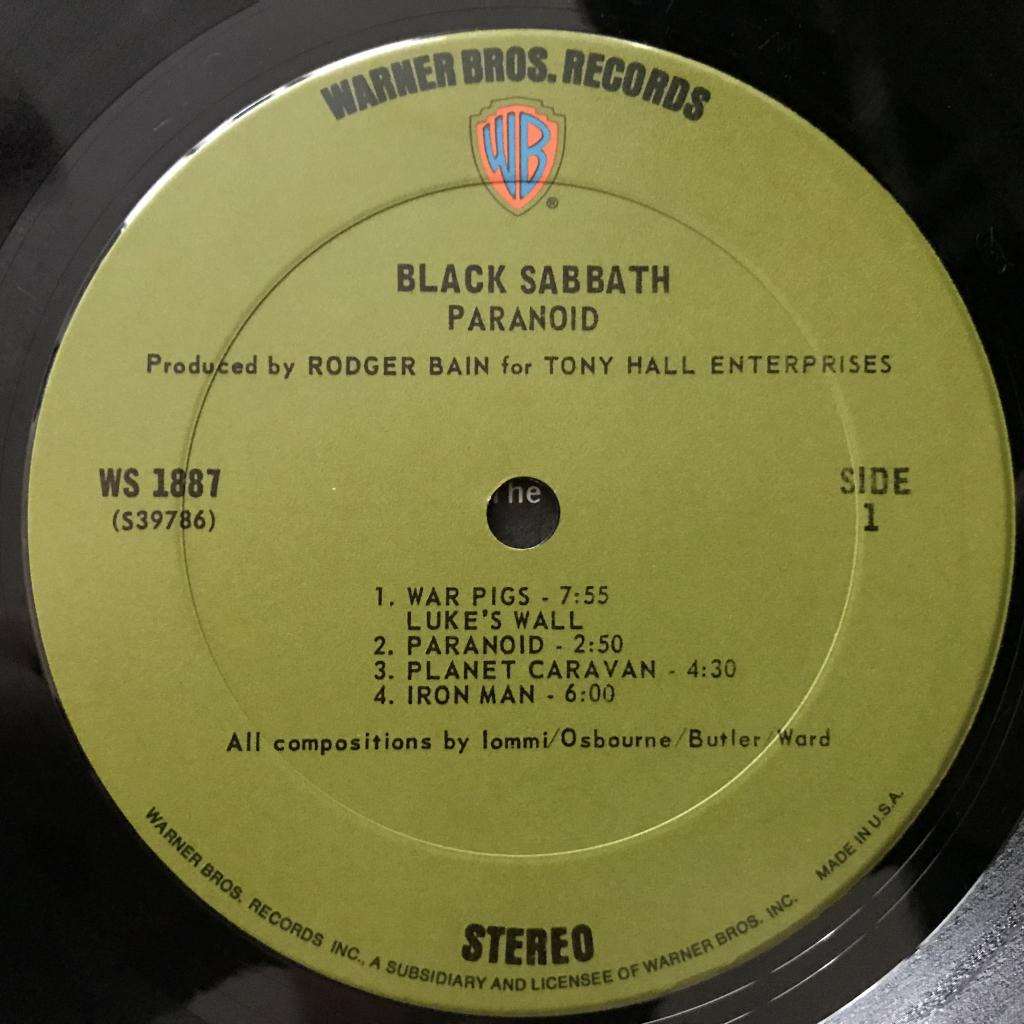 WARNER BROS. RECORDS
WB
®
BLACK SABBATH
PARANOID
Produced by RODGER BAIN for TONY HALL ENTERPRISES
WS 1887
(S39786)
SIDE
1
he
1. WAR PIGS - 7:55
LUKE'S WALL
2. PARANOID - 2:50
3. PLANET CARAVAN - 4:30
4. IRON MAN - 6:00
All compositions by Iommi/Osbourne/Butler/Ward
STEREO
WARNER BROS. RECORDS INC., A SUBSIDIARY AND LICENSEE OF WARNER BROS. INC. MADE IN U.S.A.